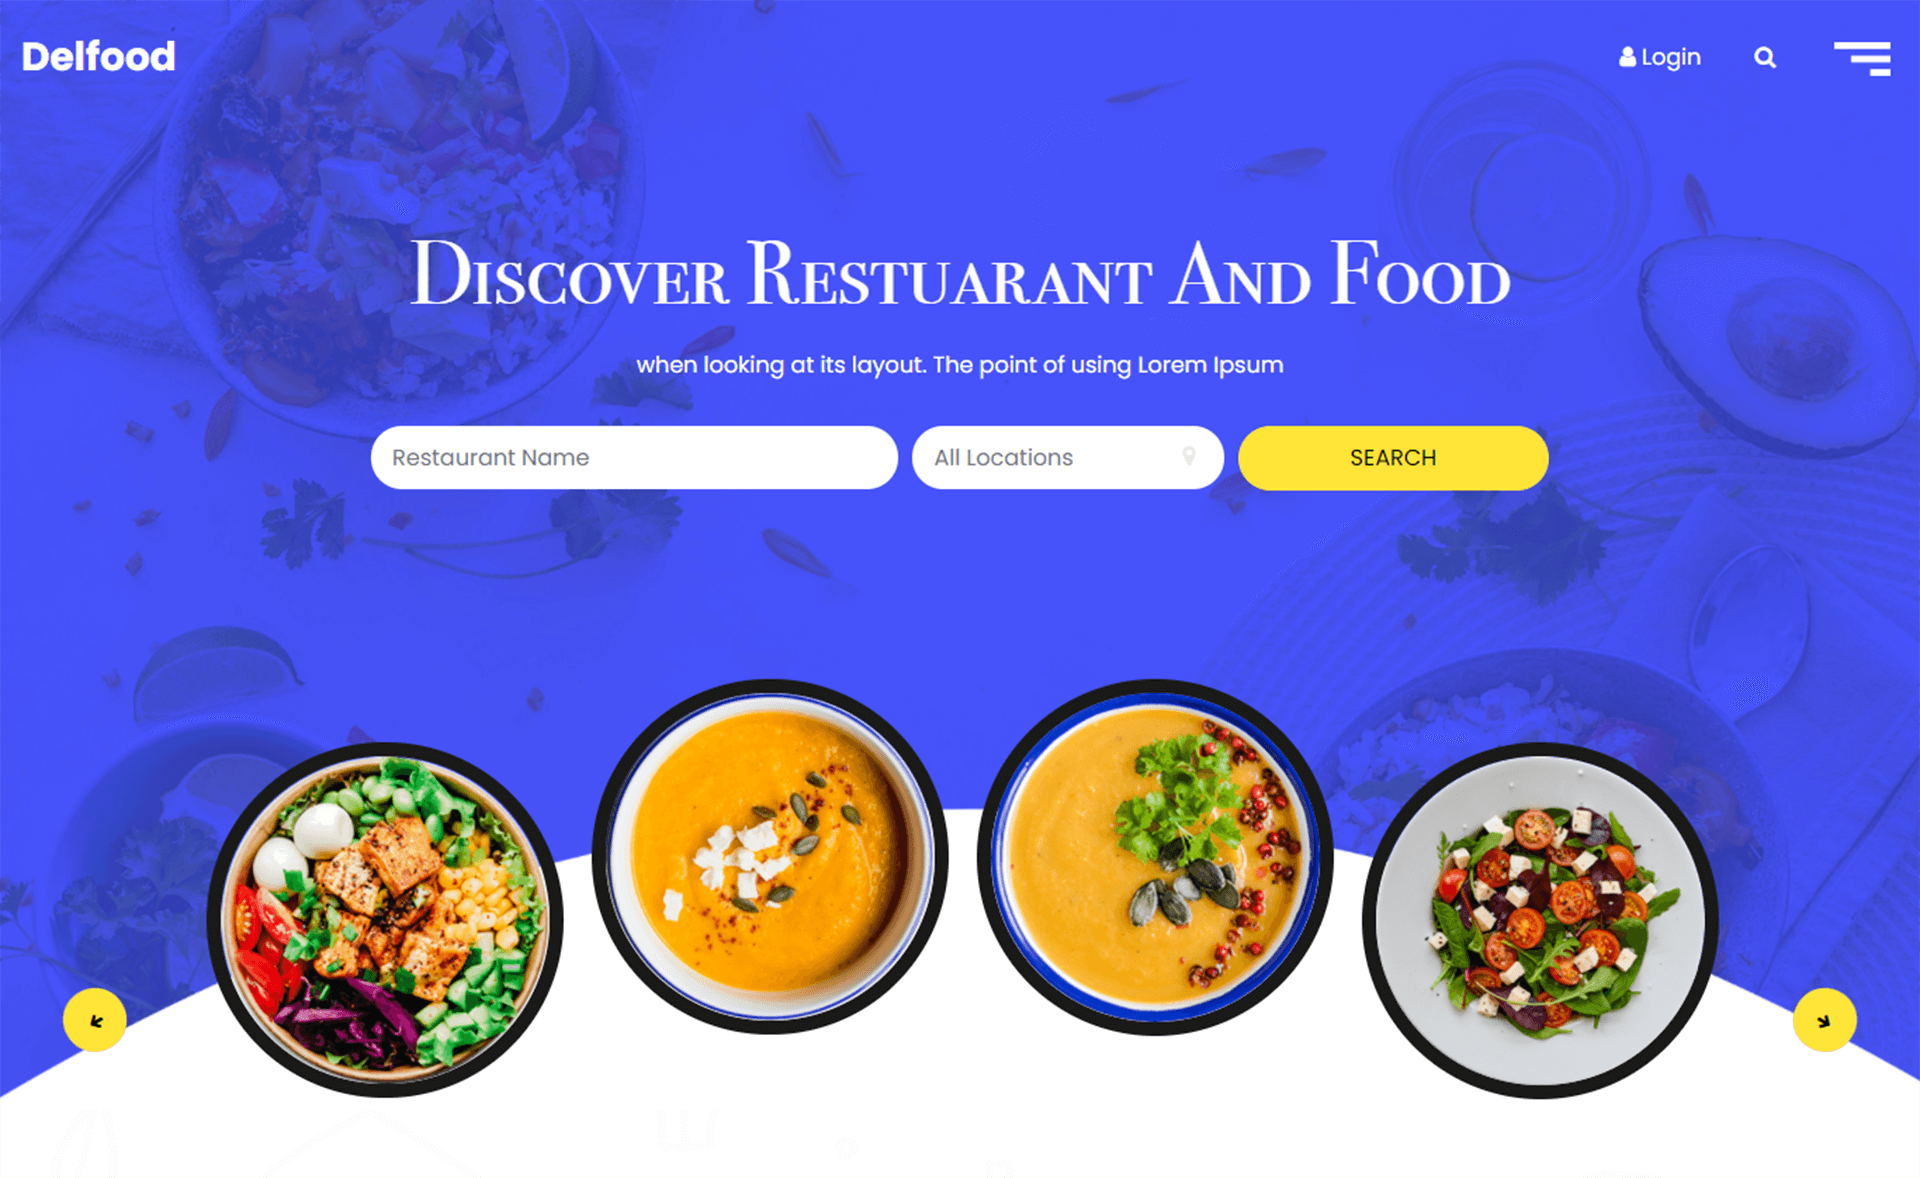 Delfood
Login
Discover Restuarant And Food
when looking at its layout. The point of using Lorem Ipsum
Restaurant Name
All Locations
SEARCH